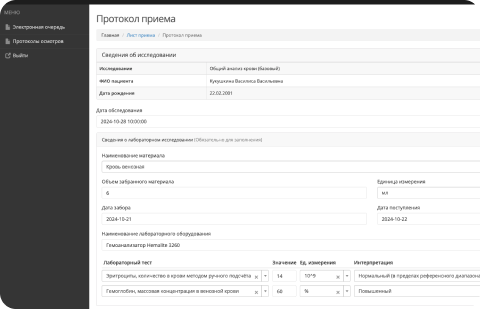 МЕНЮ
Электронная очередь
Протоколы осмотров
Выйти
Протокол приема
Главная / Лист приема / Протокол приема
Сведения об исследовании
Исследование Общий анализ крови (базовый)
ФИО пациента Кукушкина Василиса Васильевна
Дата рождения 22.02.2001
Дата обследования
2024-10-28 10:00:00
Сведения о лабораторном исследовании (Обязательно для заполнения)
Наименование материала
Кровь венозная
Объем забранного материала Единица измерения
6 мл
Дата забора Дата поступления
2024-10-21 2024-10-22
Наименование лабораторного оборудования
Гемоанализатор Hemalite 1260
Лабораторный тест Значение Ед. измерения Интерпретация
Эритроциты, количество в крови методом ручного подсчёта × 14 10^9 × Нормальный (в пределах референсного диапазона
Гемоглобин, массовая концентрация в венозной крови × 60 % × Повышенный